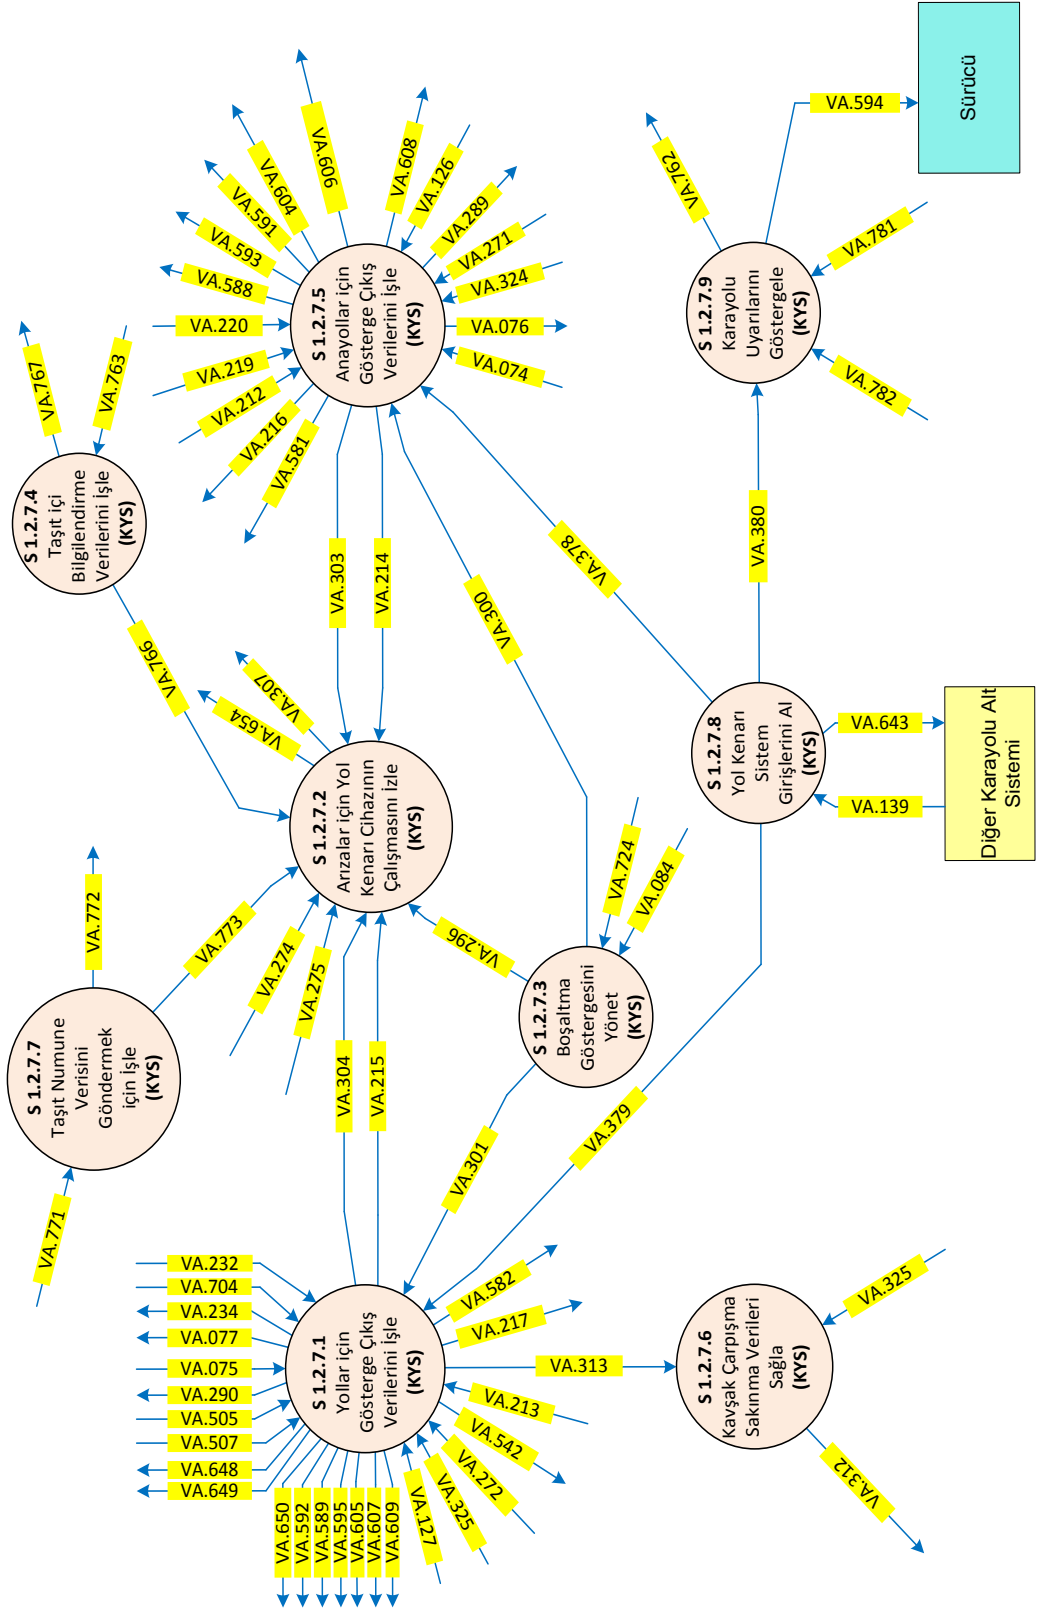 S 1.2.7.7
Taşıt Numune
Verisini
Göndermek
için İşle
(KYS)
S 1.2.7.4
Taşıt içi
Bilgilendirme
Verilerini İşle
(KYS)
S 1.2.7.1
Yollar için
Gösterge Çıkış
Verilerini İşle
(KYS)
S 1.2.7.2
Arızalar için Yol
Kenarı Cihazının
Çalışmasını İzle
(KYS)
S 1.2.7.5
Anayollar için
Gösterge Çıkış
Verilerini İşle
(KYS)
S 1.2.7.3
Boşaltma
Göstergesini
Yönet
(KYS)
S 1.2.7.6
Kavşak Çarpışma
Sakınma Verileri
Sağla
(KYS)
S 1.2.7.8
Yol Kenarı
Sistem
Girişlerini Al
(KYS)
S 1.2.7.9
Karayolu
Uyarılarını
Göstergele
(KYS)
Diğer Karayolu Alt
Sistemi
Sürücü
VA.771
VA.772
VA.773
VA.766
VA.767
VA.763
VA.274
VA.275
VA.654
VA.307
VA.304
VA.215
VA.303
VA.214
VA.296
VA.301
VA.300
VA.724
VA.084
VA.379
VA.378
VA.380
VA.139
VA.643
VA.782
VA.781
VA.762
VA.594
VA.313
VA.312
VA.325
VA.232
VA.704
VA.234
VA.077
VA.075
VA.290
VA.505
VA.507
VA.648
VA.649
VA.650
VA.592
VA.589
VA.595
VA.605
VA.607
VA.609
VA.127
VA.325
VA.272
VA.542
VA.213
VA.217
VA.582
VA.581
VA.216
VA.212
VA.219
VA.220
VA.588
VA.593
VA.591
VA.604
VA.606
VA.608
VA.126
VA.289
VA.271
VA.324
VA.076
VA.074